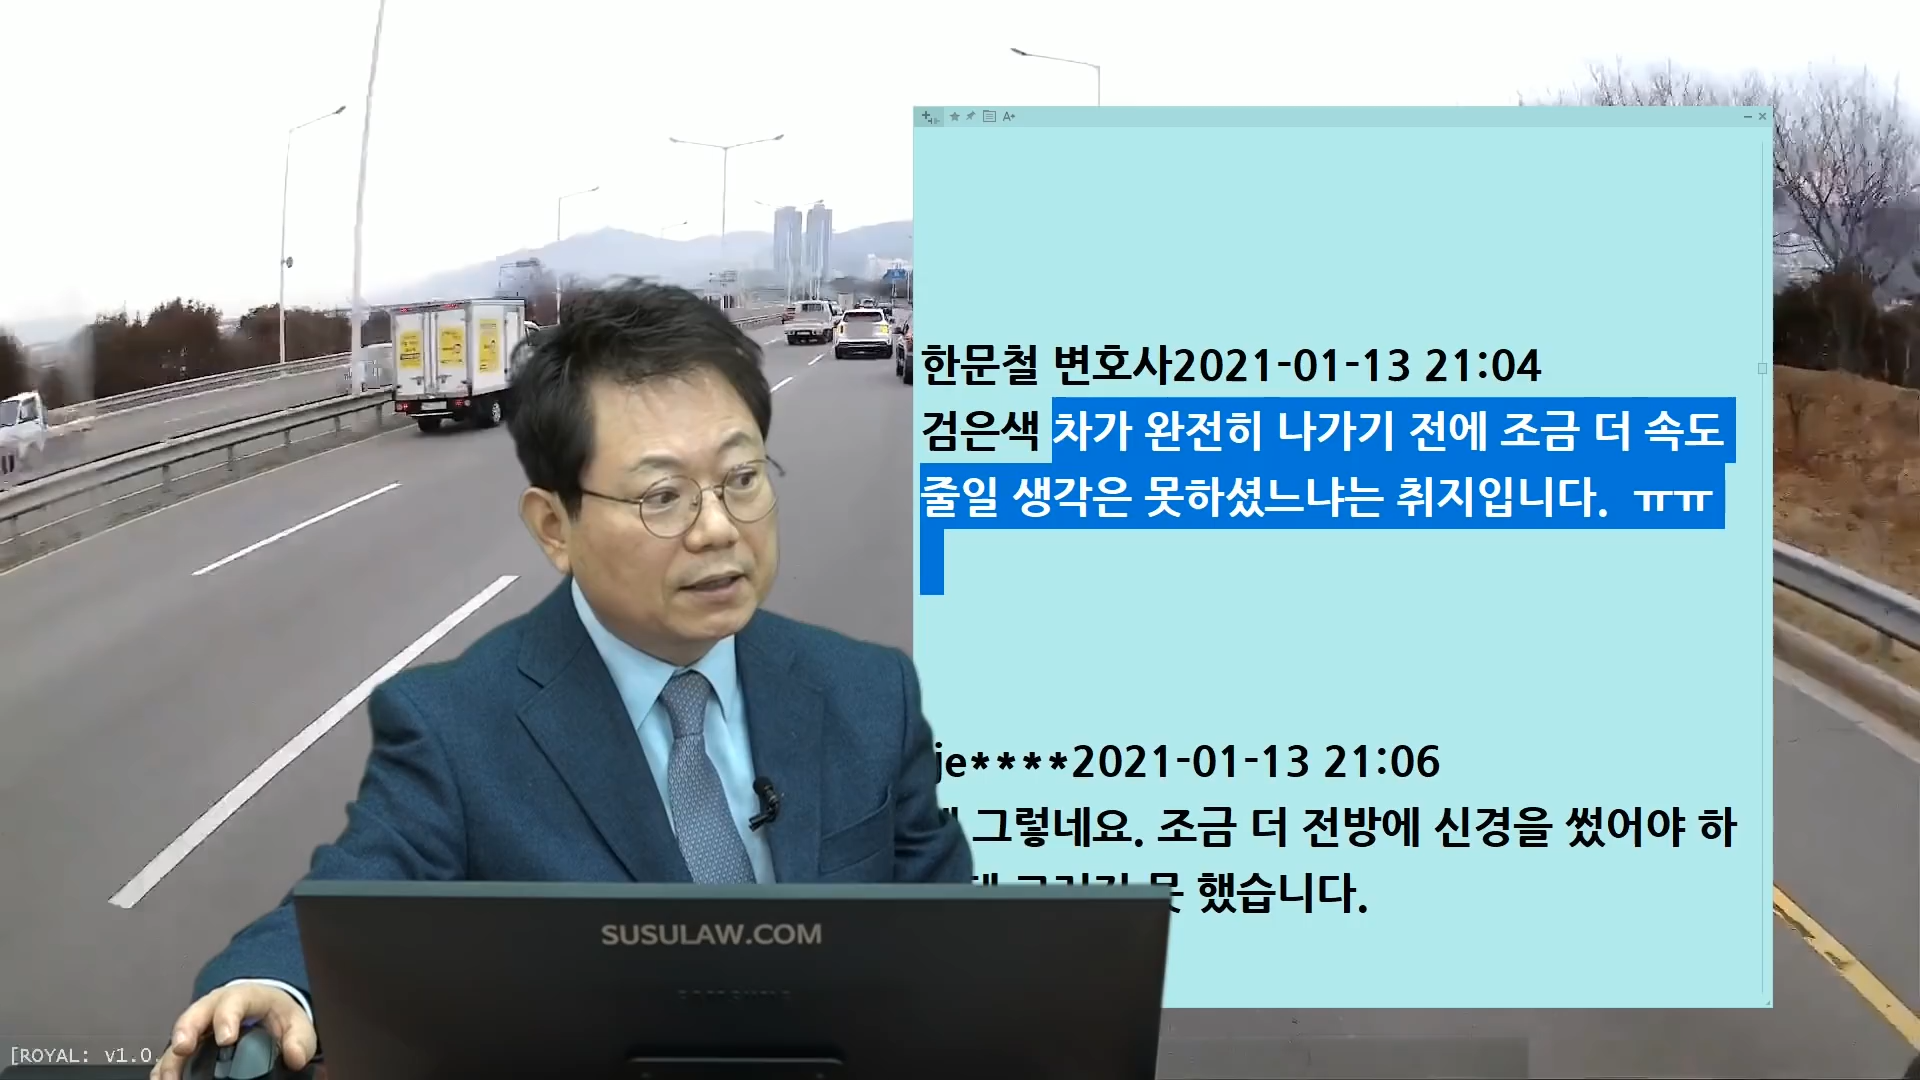 한문철 변호사2021-01-13 21:04
검은색 차가 완전히 나가기 전에 조금 더 속도
줄일 생각은 못하셨느냐는 취지입니다. ㅠㅠ
je****2021-01-13 21:06
그렇네요. 조금 더 전방에 신경을 썼어야 하
못 했습니다.
SUSULAW.COM
[ROYAL: v1.0.